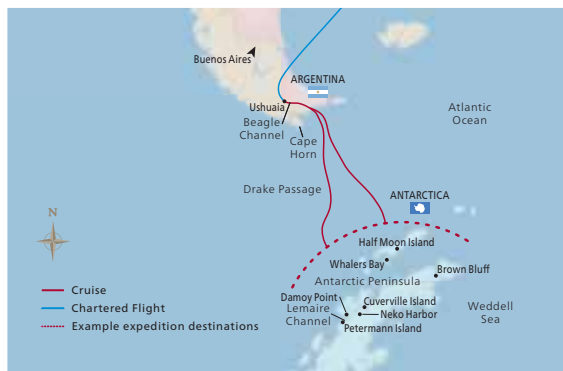 Buenos Aires
ARGENTINA
Ushuaia
Beagle
Channel
Cape
Horn
Atlantic
Ocean
Drake Passage
ANTARCTICA
N
Half Moon Island
Whalers Bay
Brown Bluff
Antarctic Peninsula
Damoy Point
Cuverville Island
Lemaire
Channel
Neko Harbor
Petermann Island
Weddell
Sea
Cruise
Chartered Flight
Example expedition destinations